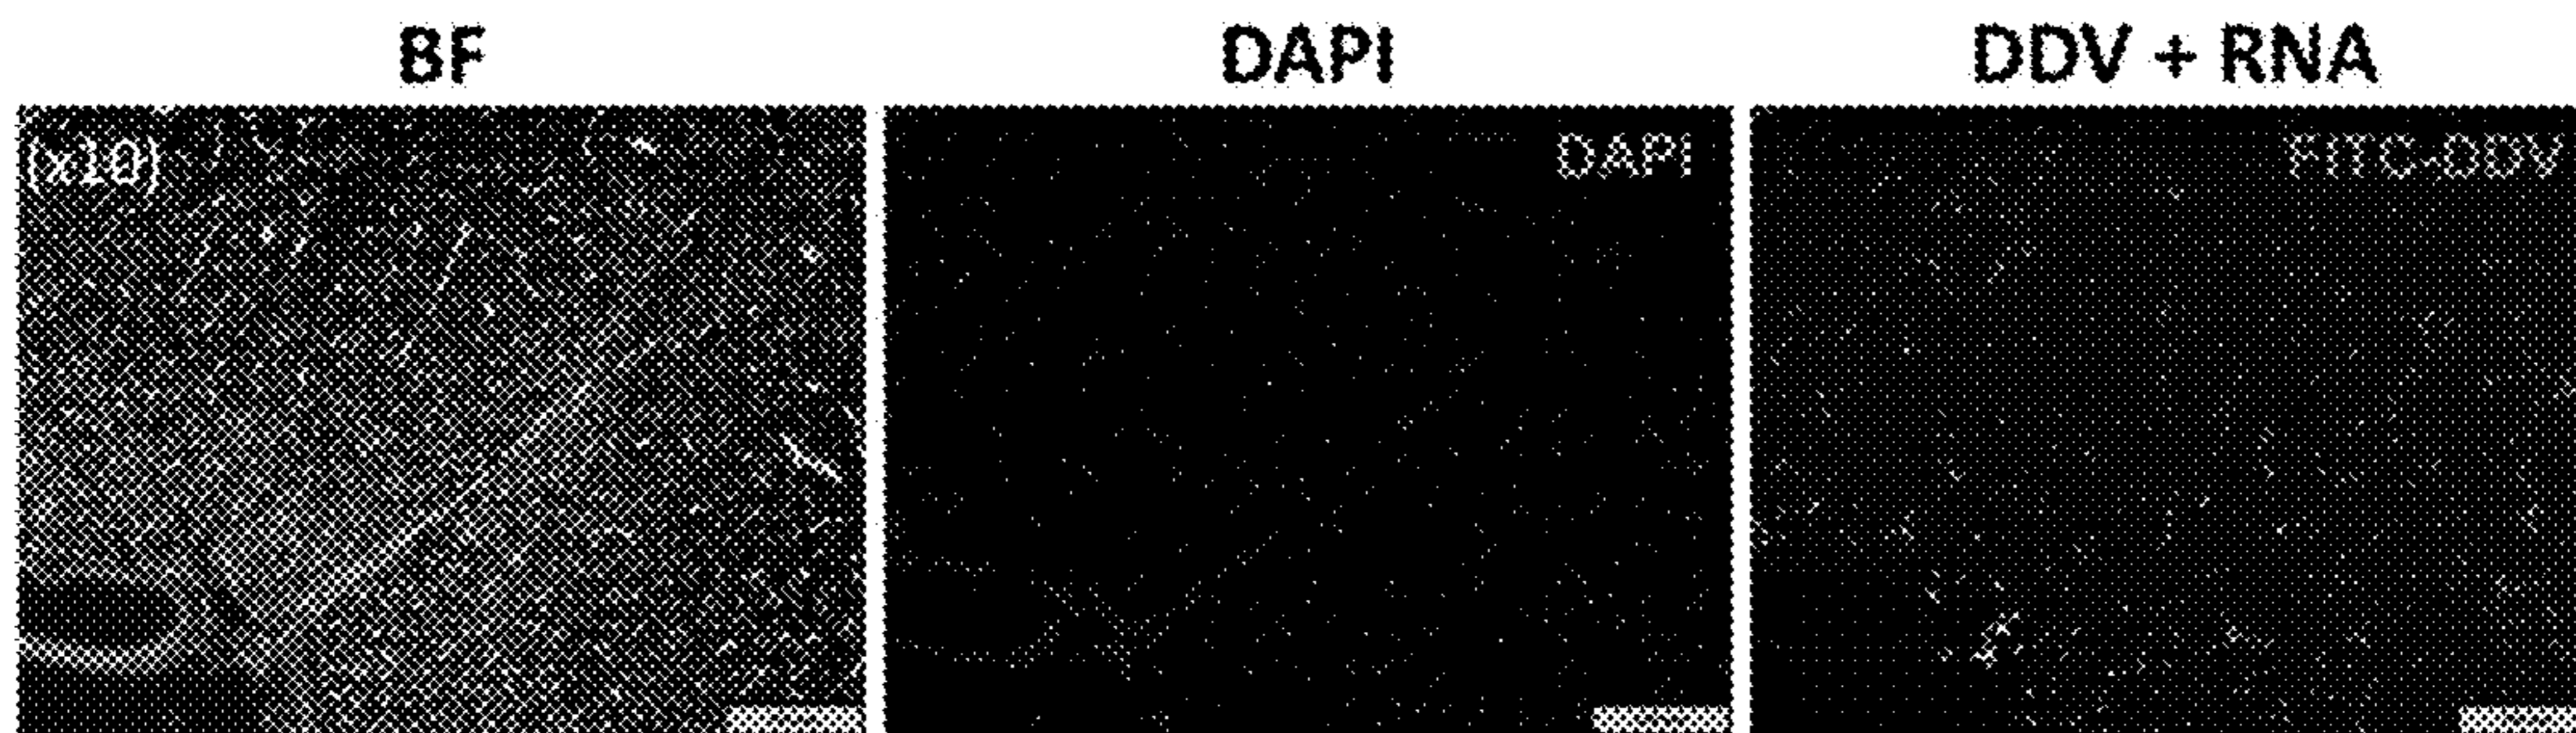 BF
DAPI
DDV + RNA
(x10)
DAPI
FITC-DDV